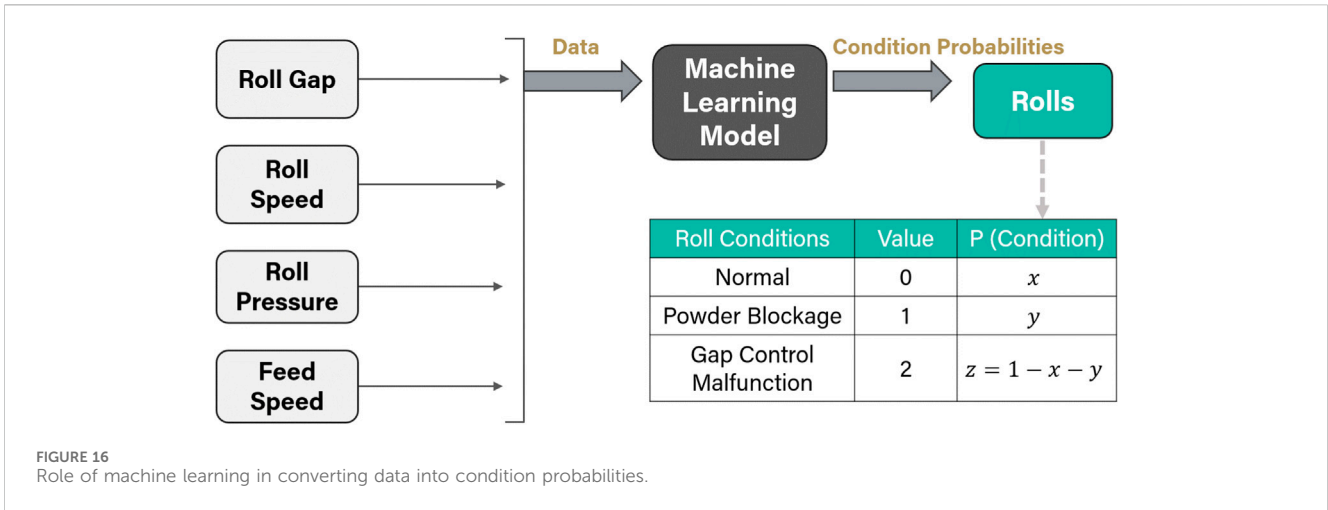 Roll Gap
Roll
Speed
Roll
Pressure
Feed
Speed
Data
Machine
Learning
Model
Condition Probabilities
Rolls
Roll Conditions Value P (Condition)
Normal 0 x
Powder Blockage 1 y
Gap Control
Malfunction 2 z = 1 − x − y
FIGURE 16
Role of machine learning in converting data into condition probabilities.